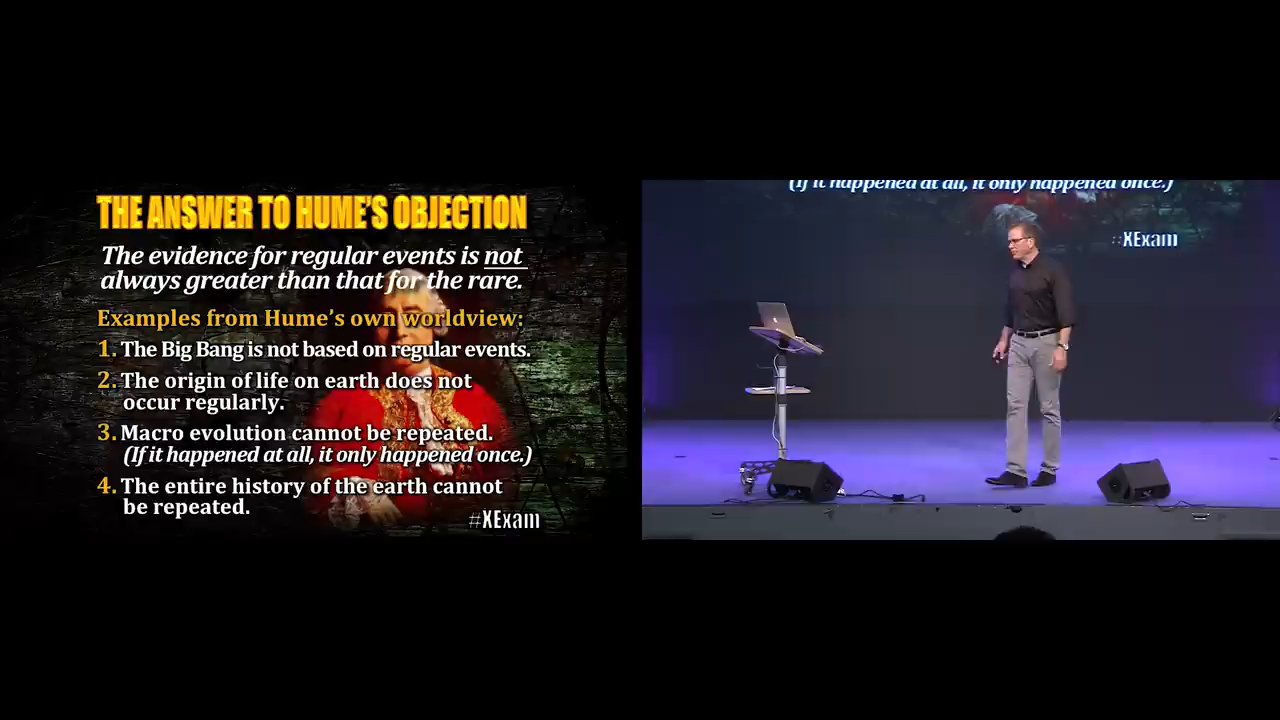 THE ANSWER TO HUME'S OBJECTION
The evidence for regular events is not
always greater than that for the rare.
Examples from Hume's own worldview:
1. The Big Bang is not based on regular events.
2. The origin of life on earth does not
occur regularly.
3. Macro evolution cannot be repeated.
(If it happened at all, it only happened once.)
4. The entire history of the earth cannot
be repeated.
#XExam
(If it happened at all, it only happened once.)
#XExam